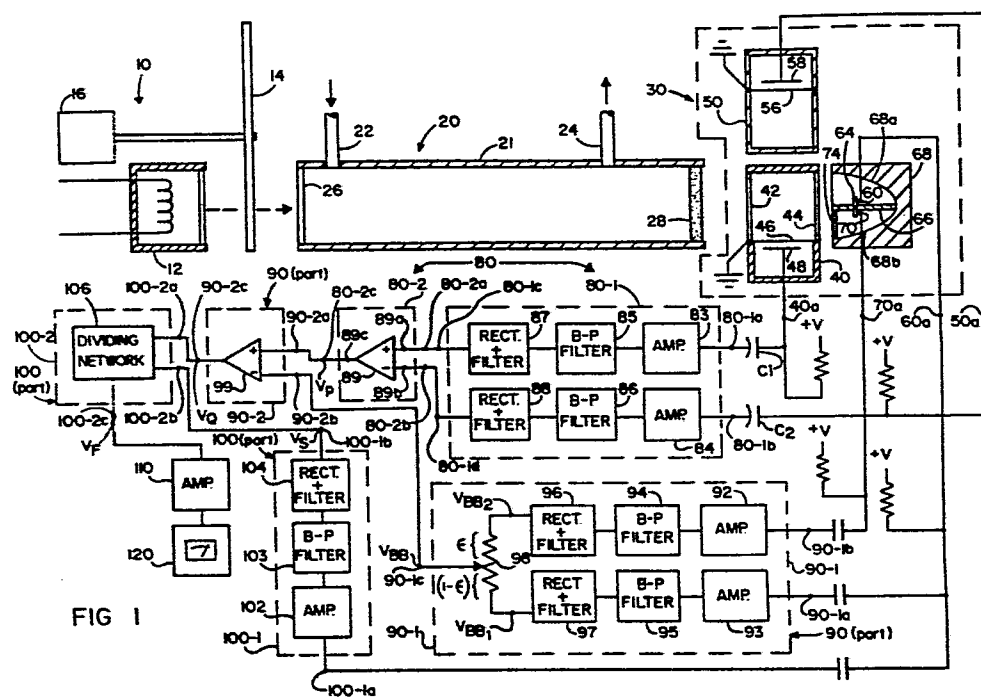 10
14
16
12
22
20
21
24
26
28
30
50
58
56
64
68a
68
74
60
66
70
68b
42
44
46
48
40
40a
70a
60a
50a
80
90 (part)
106
100-2a
90-2c
80-2c
80-2
80-2a
80-1c
80-1
100-2
DIVIDING NETWORK
90-2a
89c
89a
87
RECT. + FILTER
85
B-P FILTER
83
AMP.
80-1a
C1
+V
+V
100 (part)
99
VP
89
89b
100-2c
100-2b
VQ
90-2
90-2b
80-2b
88
RECT. + FILTER
86
B-P FILTER
84
AMP.
80-1b
C2
80-1d
VF
VS
100-1b
100 (part)
+V
+V
110
AMP.
104
RECT. + FILTER
120
103
B-P FILTER
102
AMP.
100-1
100-1a
VBB2
96
RECT. + FILTER
94
B-P FILTER
92
AMP.
90-1b
90-1
VBB
90-1c
ϵ
98
(1-ϵ)
VBB1
RECT. + FILTER
97
B-P FILTER
95
AMP.
93
90-1a
90 (part)
90-1
FIG 1